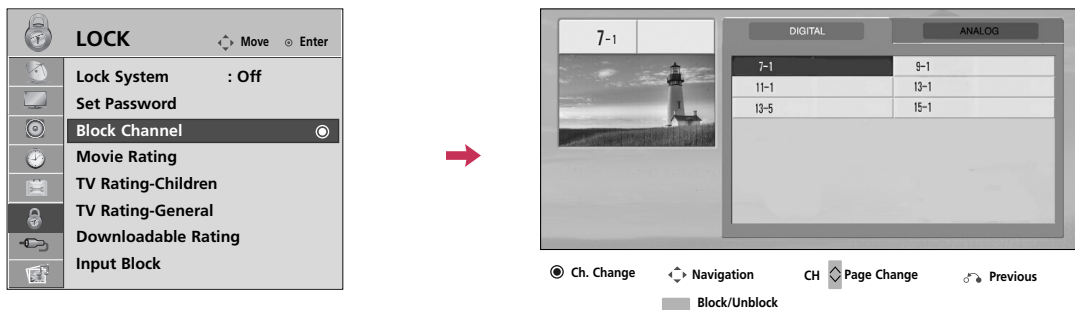 LOCK
Move Enter
Lock System : Off
Set Password
Block Channel
Movie Rating
TV Rating-Children
TV Rating-General
Downloadable Rating
Input Block
7-1
DIGITAL ANALOG
7-1 9-1
11-1 13-1
13-5 15-1
Ch. Change Navigation CH Page Change Previous
Block/Unblock